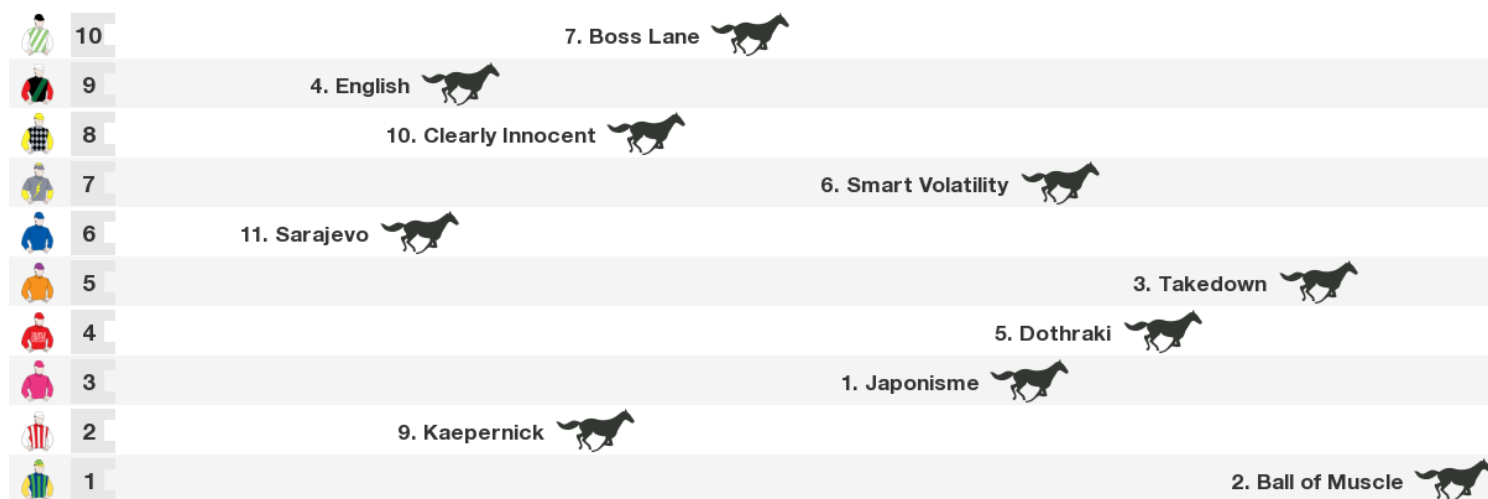 10 7. Boss Lane
9 4. English
8 10. Clearly Innocent
7 6. Smart Volatility
6 11. Sarajevo
5 3. Takedown
4 5. Dothraki
3 1. Japonisme
2 9. Kaepernick
1 2. Ball of Muscle